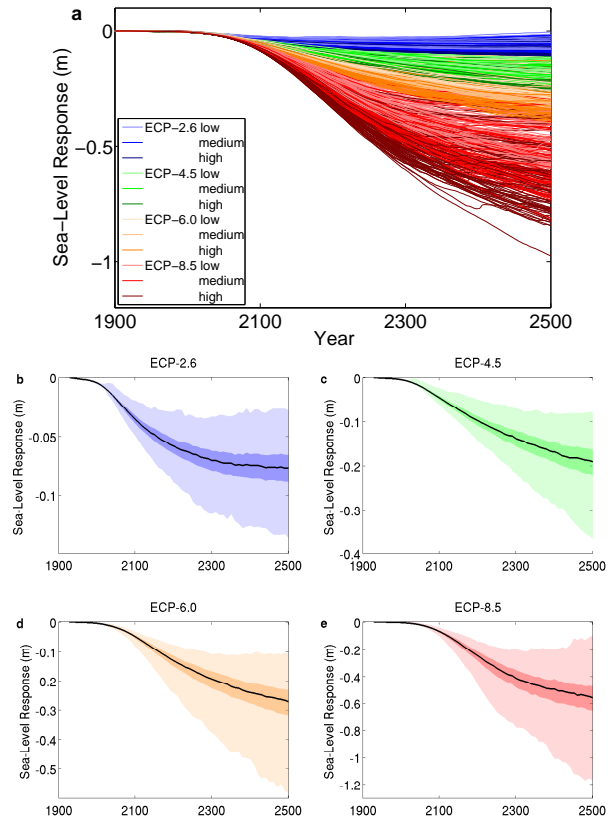 a
0
−0.5
−1
Sea−Level Response (m)
ECP−2.6 low
medium
high
ECP−4.5 low
medium
high
ECP−6.0 low
medium
high
ECP−8.5 low
medium
high
1900 2100 2300 2500
Year
b ECP-2.6
0
-0.05
-0.1
Sea-Level Response (m)
1900 2100 2300 2500
c ECP-4.5
0
-0.1
-0.2
-0.3
-0.4
Sea-Level Response (m)
1900 2100 2300 2500
d ECP-6.0
0
-0.1
-0.2
-0.3
-0.4
-0.5
Sea-Level Response (m)
1900 2100 2300 2500
e ECP-8.5
0
-0.2
-0.4
-0.6
-0.8
-1
-1.2
Sea-Level Response (m)
1900 2100 2300 2500